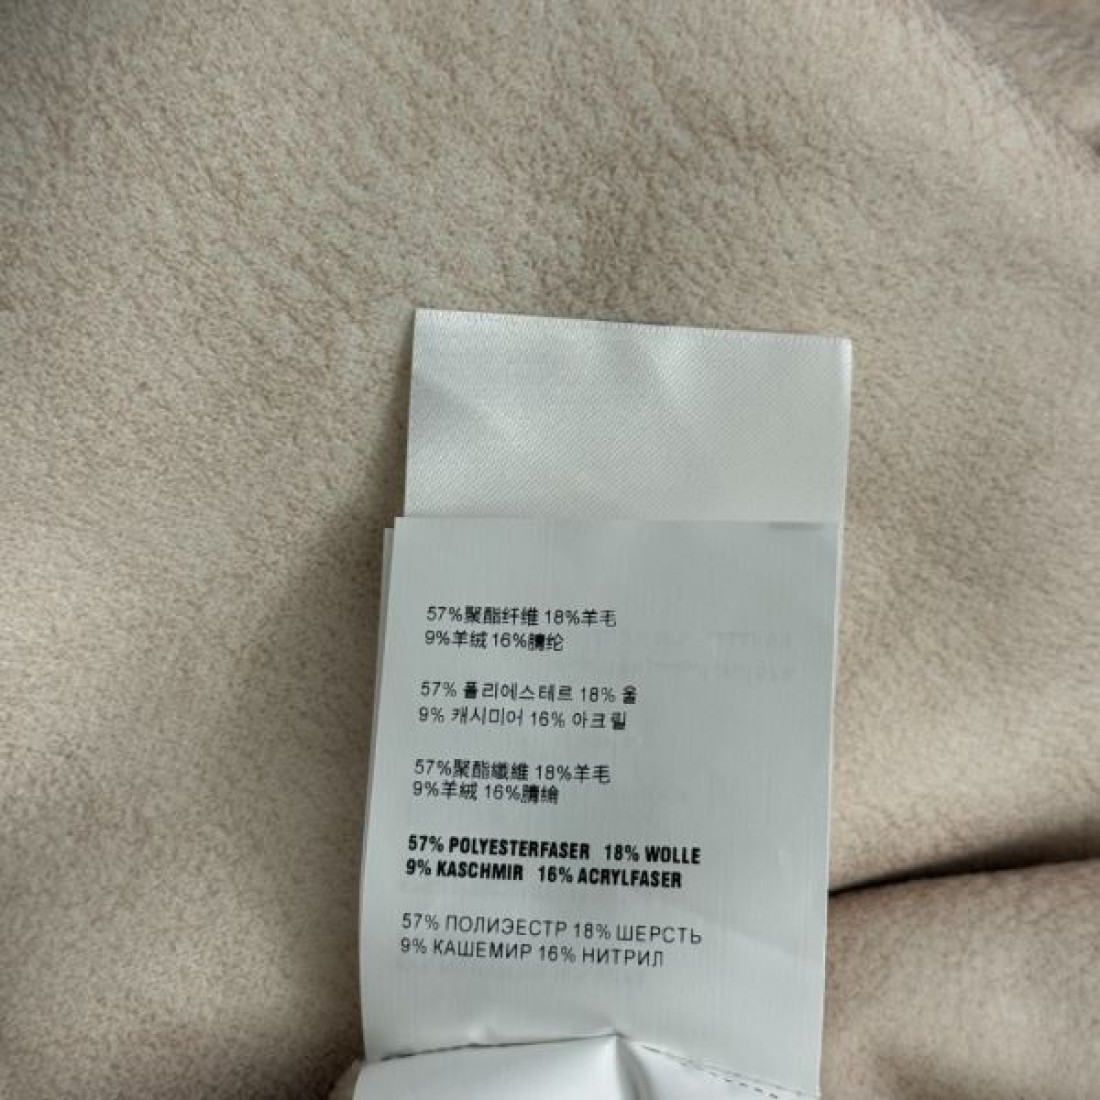 57%聚酯纤维 18%羊毛
9%羊绒 16%腈纶
57% 폴리에스테르 18% 울
9% 캐시미어 16% 아크릴
57%聚酯纖維 18%羊毛
9%羊絨 16%腈綸
57% POLYESTERFASER 18% WOLLE
9% KASCHMIR 16% ACRYLFASER
57% ПОЛИЭЕСТР 18% ШЕРСТЬ
9% КАШЕМИР 16% НИТРИЛ